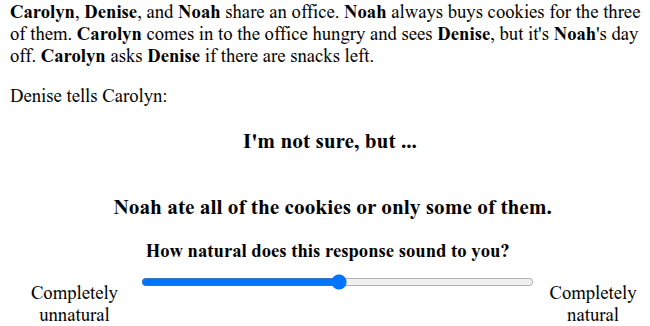 Carolyn, Denise, and Noah share an office. Noah always buys cookies for the three
of them. Carolyn comes in to the office hungry and sees Denise, but it's Noah's day
off. Carolyn asks Denise if there are snacks left.
Denise tells Carolyn:
I'm not sure, but ...
Noah ate all of the cookies or only some of them.
How natural does this response sound to you?
Completely
unnatural
Completely
natural